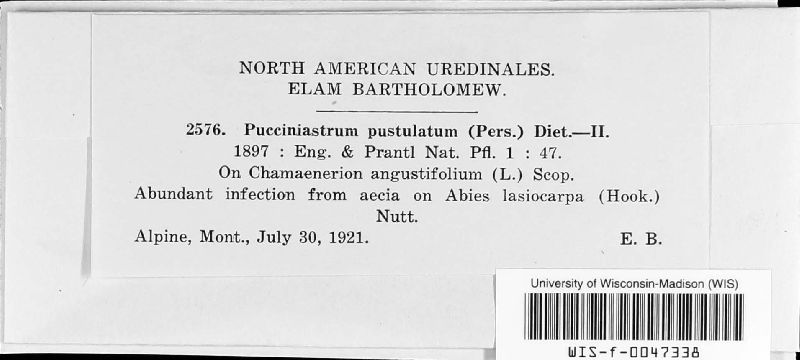 NORTH AMERICAN UREDINALES.
ELAM BARTHOLOMEW.
2576. Pucciniastrum pustulatum (Pers.) Diet.—II.
1897 : Eng. & Prantl Nat. Pfl. 1 : 47.
On Chamaenerion angustifolium (L.) Scop.
Abundant infection from aecia on Abies lasiocarpa (Hook.)
Nutt.
Alpine, Mont., July 30, 1921. E. B.
University of Wisconsin-Madison (WIS)
WIS-f-0047338